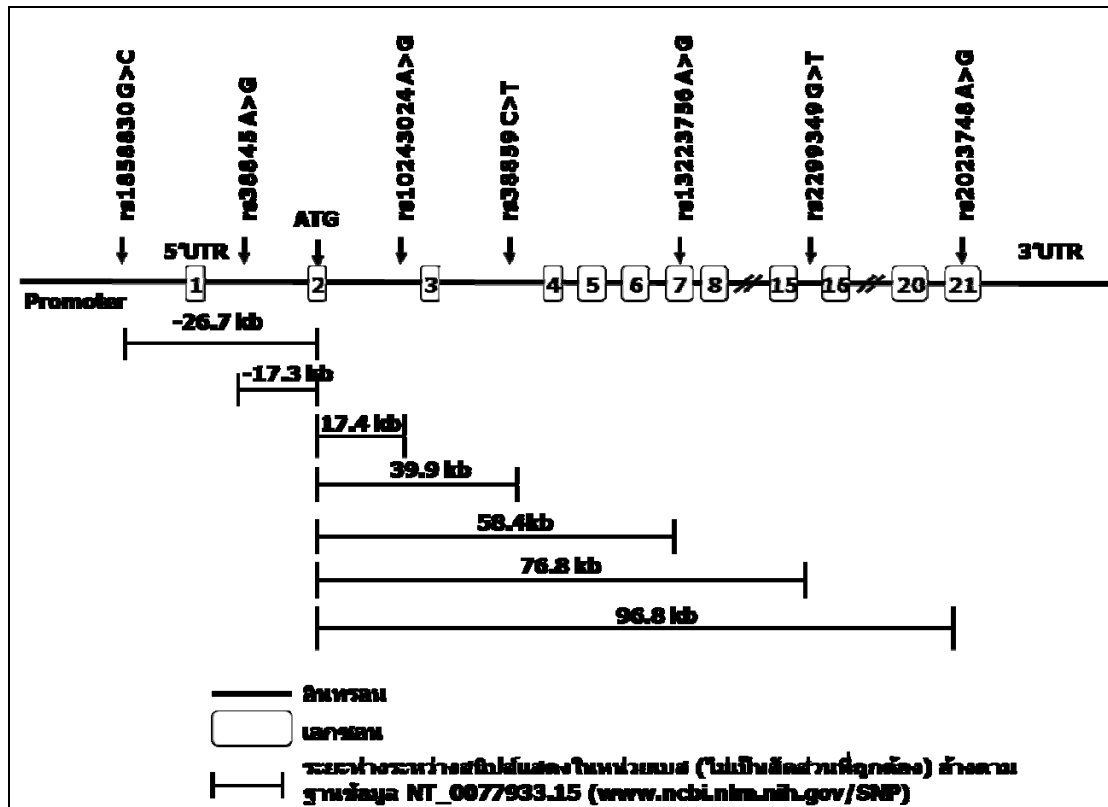 rs1858830 G>C
rs38845 A>G
rs10243024 A>G
rs38859 C>T
rs13223756 A>G
rs2299349 G>T
rs2023748 A>G
ATG
5'UTR
3'UTR
1 2 3 4 5 6 7 8 15 16 20 21
Promoter
-26.7 kb
-17.3 kb
17.4 kb
39.9 kb
58.4kb
76.8 kb
96.8 kb
อินทรอน
เอกซอน
ระยะห่างระหว่างสนิปส์แสดงในหน่วยเบส (ไม่เป็นสัดส่วนที่ถูกต้อง) อ้างตาม
ฐานข้อมูล NT_0077933.15 (www.ncbi.nlm.nih.gov/SNP)